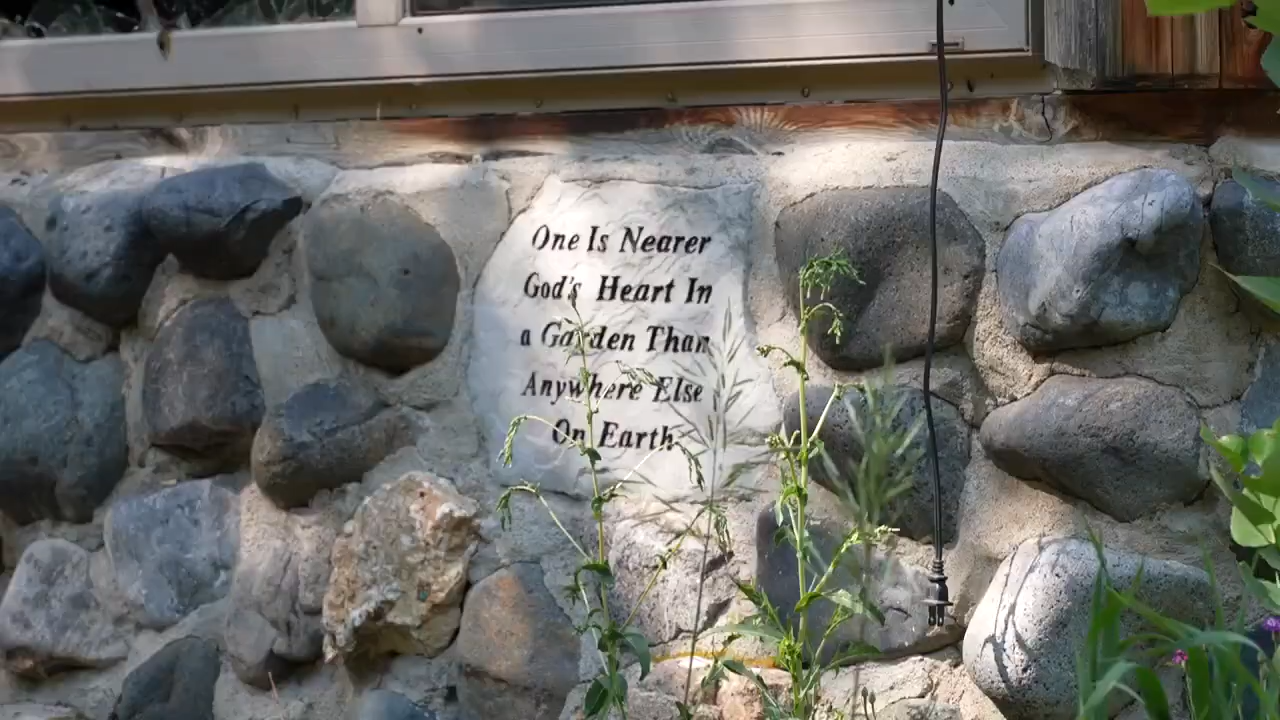 One Is Nearer
God's Heart In
a Garden Than
Anywhere Else
On Earth